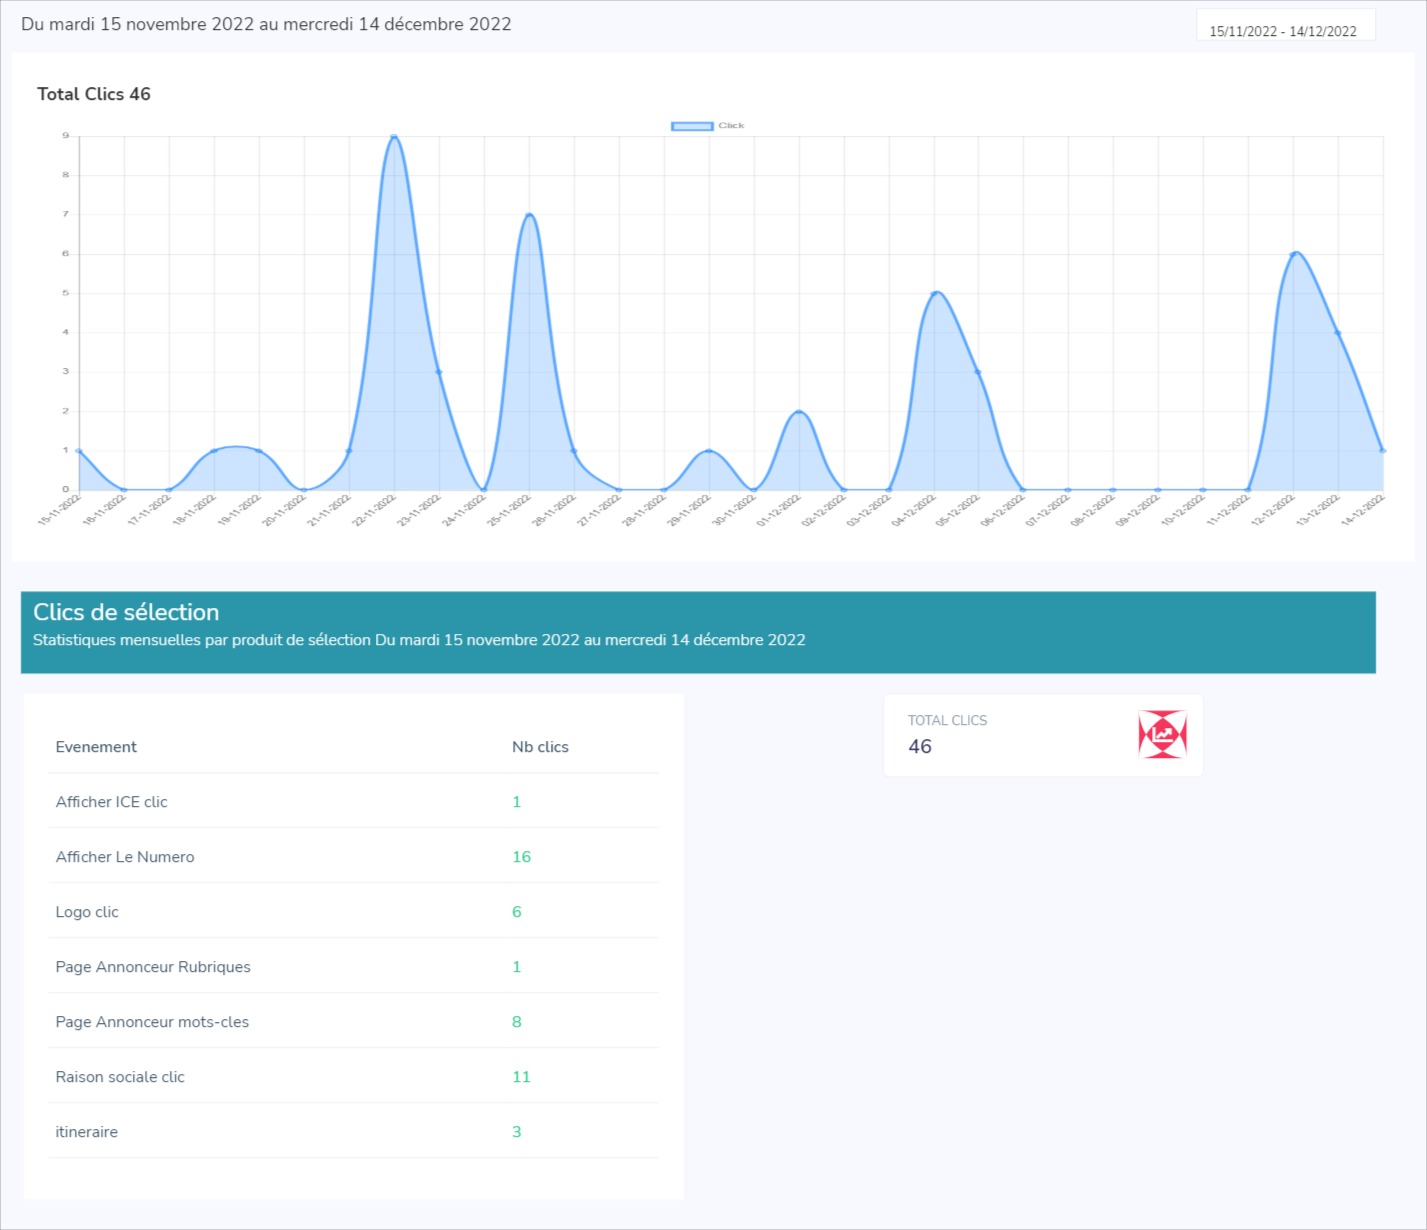 Du mardi 15 novembre 2022 au mercredi 14 décembre 2022
15/11/2022 - 14/12/2022
Total Clics 46
Click
9
8
7
6
5
4
3
2
1
0
15-11-2022 16-11-2022 17-11-2022 18-11-2022 19-11-2022 20-11-2022 21-11-2022 22-11-2022 23-11-2022 24-11-2022 25-11-2022 26-11-2022 27-11-2022 28-11-2022 29-11-2022 30-11-2022 01-12-2022 02-12-2022 03-12-2022 04-12-2022 05-12-2022 06-12-2022 07-12-2022 08-12-2022 09-12-2022 10-12-2022 11-12-2022 12-12-2022 13-12-2022 14-12-2022
Clics de sélection
Statistiques mensuelles par produit de sélection Du mardi 15 novembre 2022 au mercredi 14 décembre 2022
Evenement Nb clics
Afficher ICE clic 1
Afficher Le Numero 16
Logo clic 6
Page Annonceur Rubriques 1
Page Annonceur mots-cles 8
Raison sociale clic 11
itineraire 3
TOTAL CLICS
46